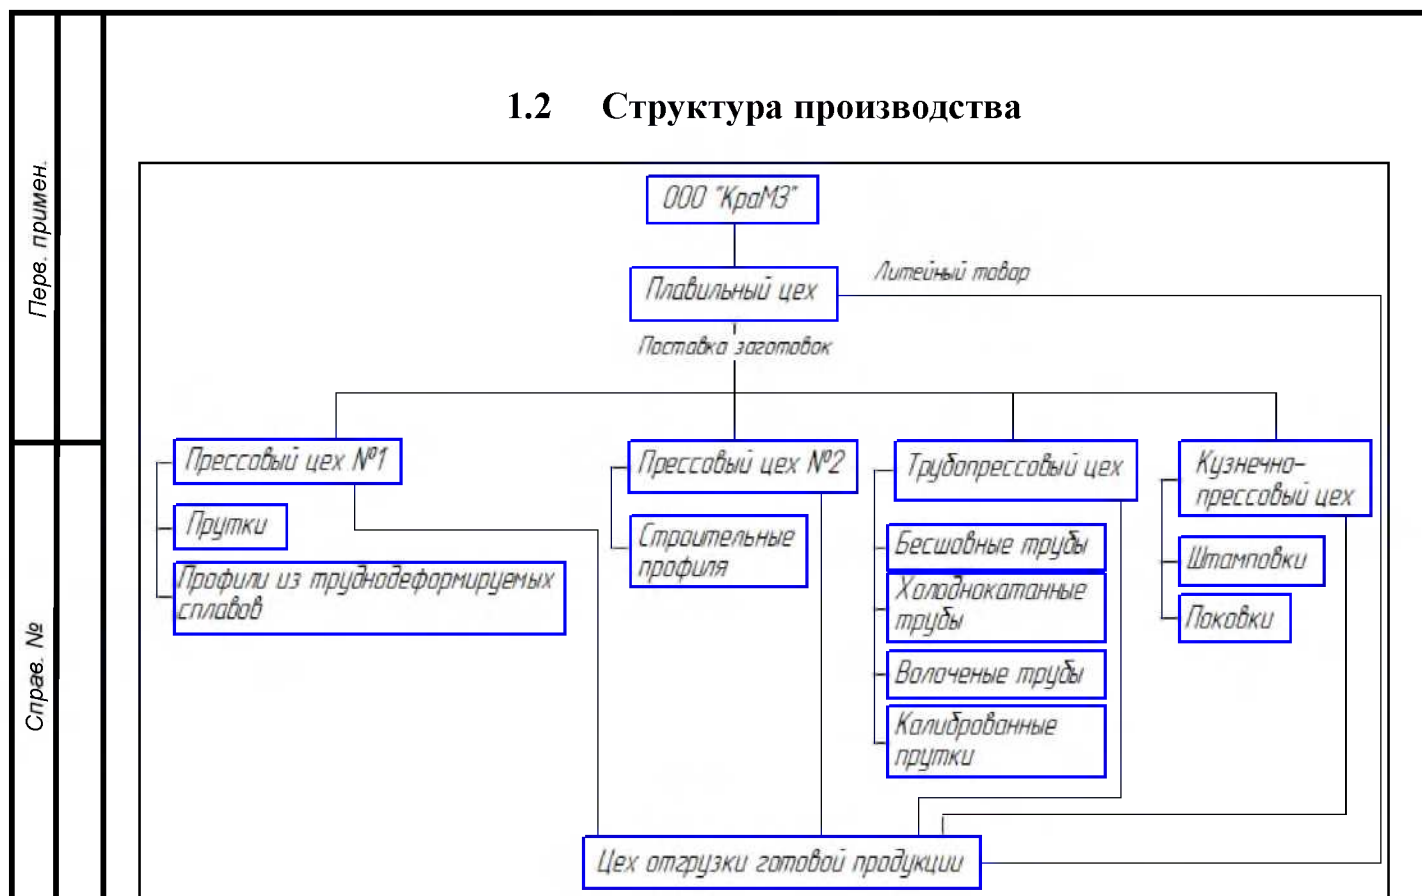 1.2 Структура производства
Перв. примен.
Справ. №
ООО "КраМЗ"
Плавильный цех
Литейный товар
Поставка заготовок
Прессовый цех №1
Прутки
Профили из труднодеформируемых
сплавов
Прессовый цех №2
Строительные
профиля
Трубопрессовый цех
Бесшовные трубы
Холоднокатанные
трубы
Волоченые трубы
Калиброванные
прутки
Кузнечно-
прессовый цех
Штамповки
Поковки
Цех отгрузки готовой продукции